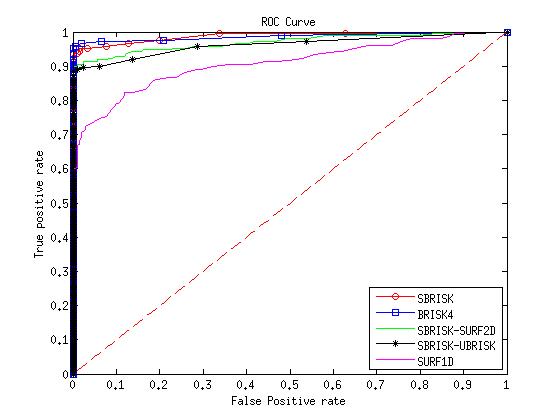 ROC Curve
1
0.9
0.8
0.7
0.6
0.5
0.4
0.3
0.2
0.1
0
True positive rate
0 0.1 0.2 0.3 0.4 0.5 0.6 0.7 0.8 0.9 1
False Positive rate
SBRISK
BRISK4
SBRISK-SURF2D
SBRISK-UBRISK
SURF1D